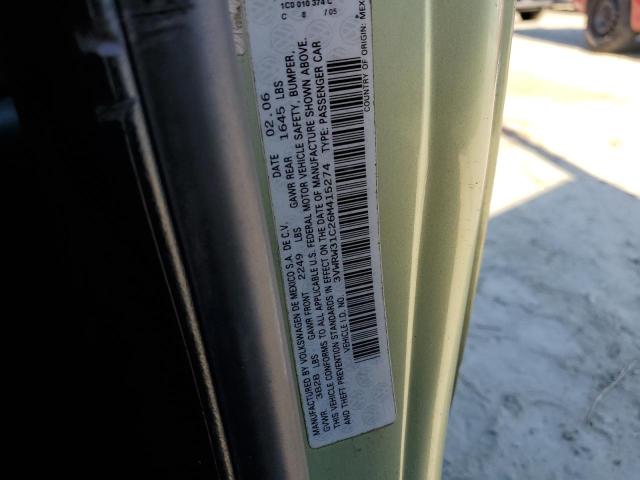 1C0 010 374 C
C 8 / 05
MANUFACTURED BY VOLKSWAGEN DE MEXICO S.A. DE C.V. DATE 02.06
GVWR 3828 LBS GAWR FRONT 2249 LBS GAWR REAR 1645 LBS
THIS VEHICLE CONFORMS TO ALL APPLICABLE U.S. FEDERAL MOTOR VEHICLE SAFETY, BUMPER,
AND THEFT PREVENTION STANDARDS IN EFFECT ON THE DATE OF MANUFACTURE SHOWN ABOVE.
VEHICLE I.D. NO. 3VWRW31C26M415274 TYPE: PASSENGER CAR
COUNTRY OF ORIGIN: MEX